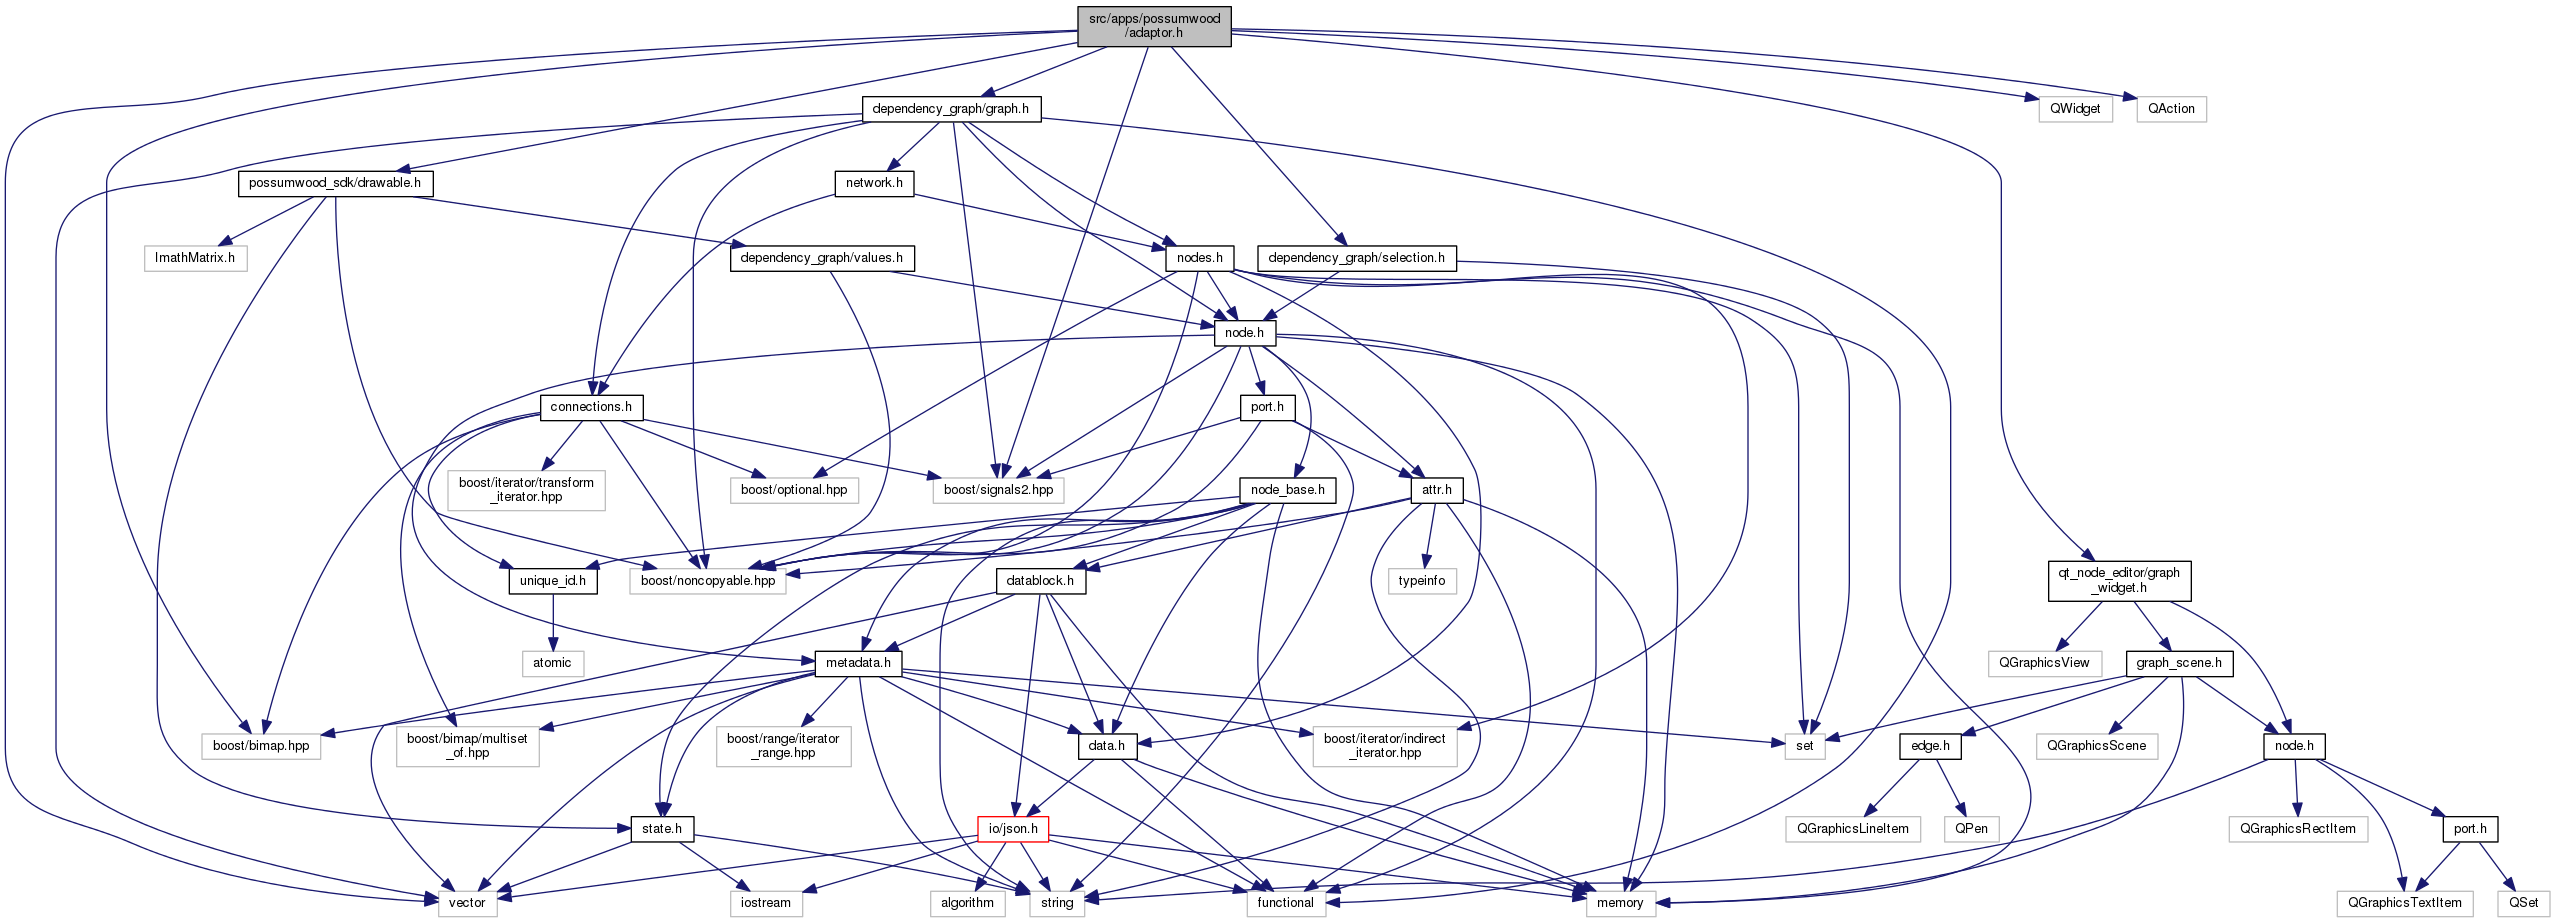 src/apps/possumwood
/adaptor.h
dependency_graph/graph.h
QWidget
QAction
possumwood_sdk/drawable.h
network.h
ImathMatrix.h
dependency_graph/values.h
nodes.h
dependency_graph/selection.h
node.h
connections.h
port.h
boost/iterator/transform
_iterator.hpp
boost/optional.hpp
boost/signals2.hpp
node_base.h
attr.h
unique_id.h
boost/noncopyable.hpp
datablock.h
typeinfo
qt_node_editor/graph
_widget.h
atomic
metadata.h
QGraphicsView
graph_scene.h
boost/bimap.hpp
boost/bimap/multiset
_of.hpp
boost/range/iterator
_range.hpp
data.h
boost/iterator/indirect
_iterator.hpp
set
edge.h
QGraphicsScene
node.h
state.h
io/json.h
QGraphicsLineItem
QPen
QGraphicsRectItem
port.h
vector
iostream
algorithm
string
functional
memory
QGraphicsTextItem
QSet